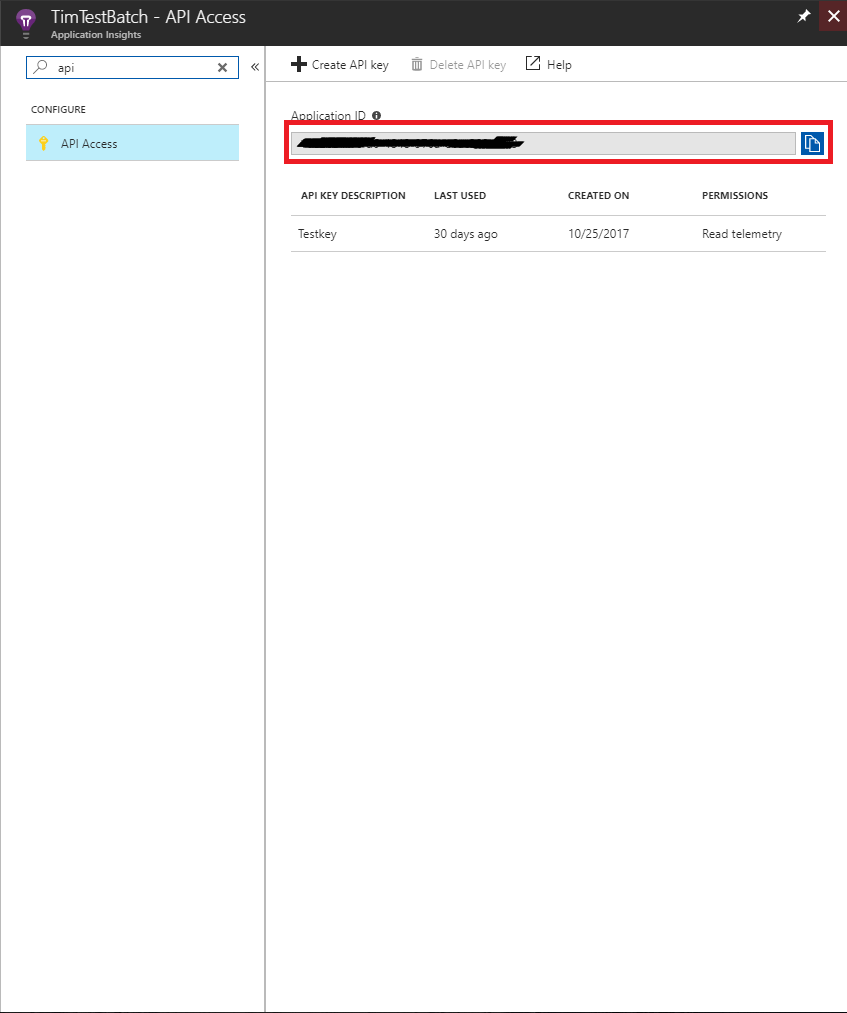 TimTestBatch - API Access
Application Insights
api
«
CONFIGURE
API Access
Create API key
Delete API key
Help
Application ID
API KEY DESCRIPTION LAST USED CREATED ON PERMISSIONS
Testkey 30 days ago 10/25/2017 Read telemetry